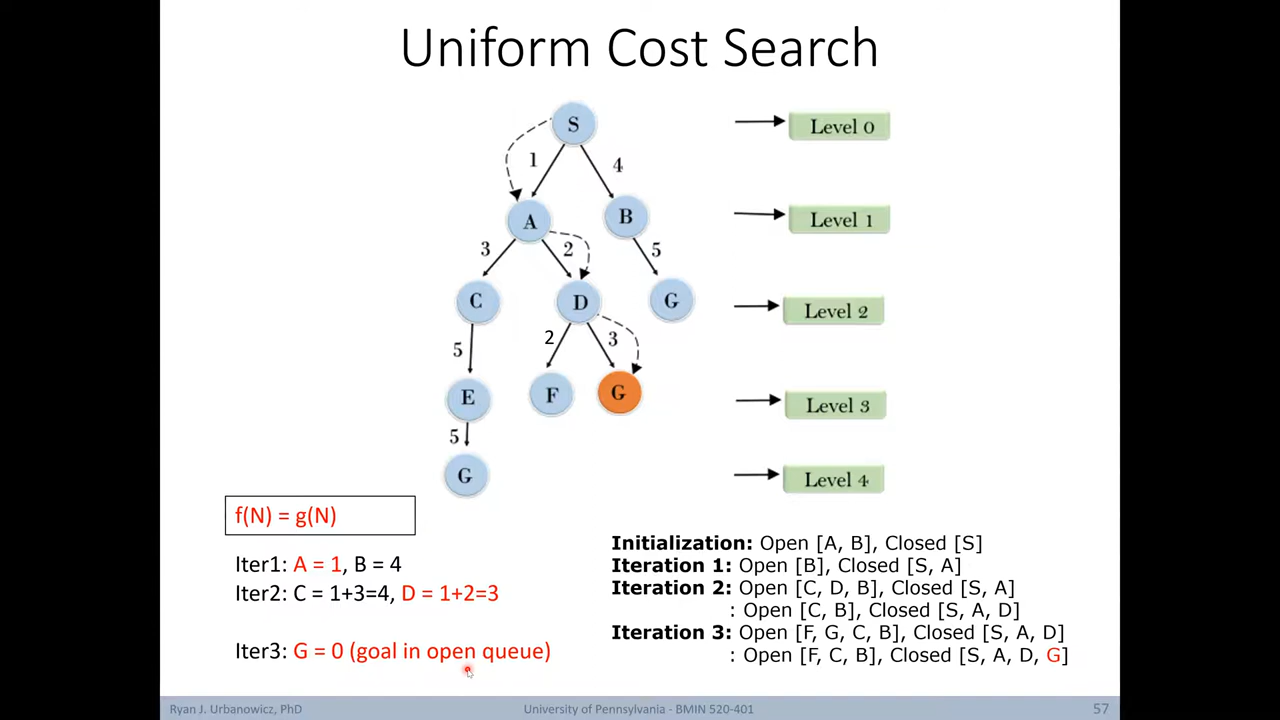 Uniform Cost Search
S
Level 0
1
4
A
B
Level 1
3
2
5
C
D
G
Level 2
5
2
3
E
F
G
Level 3
5
G
Level 4
f(N) = g(N)
Iter1: A = 1, B = 4
Iter2: C = 1+3=4, D = 1+2=3
Iter3: G = 0 (goal in open queue)
Initialization: Open [A, B], Closed [S]
Iteration 1: Open [B], Closed [S, A]
Iteration 2: Open [C, D, B], Closed [S, A]
: Open [C, B], Closed [S, A, D]
Iteration 3: Open [F, G, C, B], Closed [S, A, D]
: Open [F, C, B], Closed [S, A, D, G]
Ryan J. Urbanowicz, PhD
University of Pennsylvania - BMIN 520-401
57